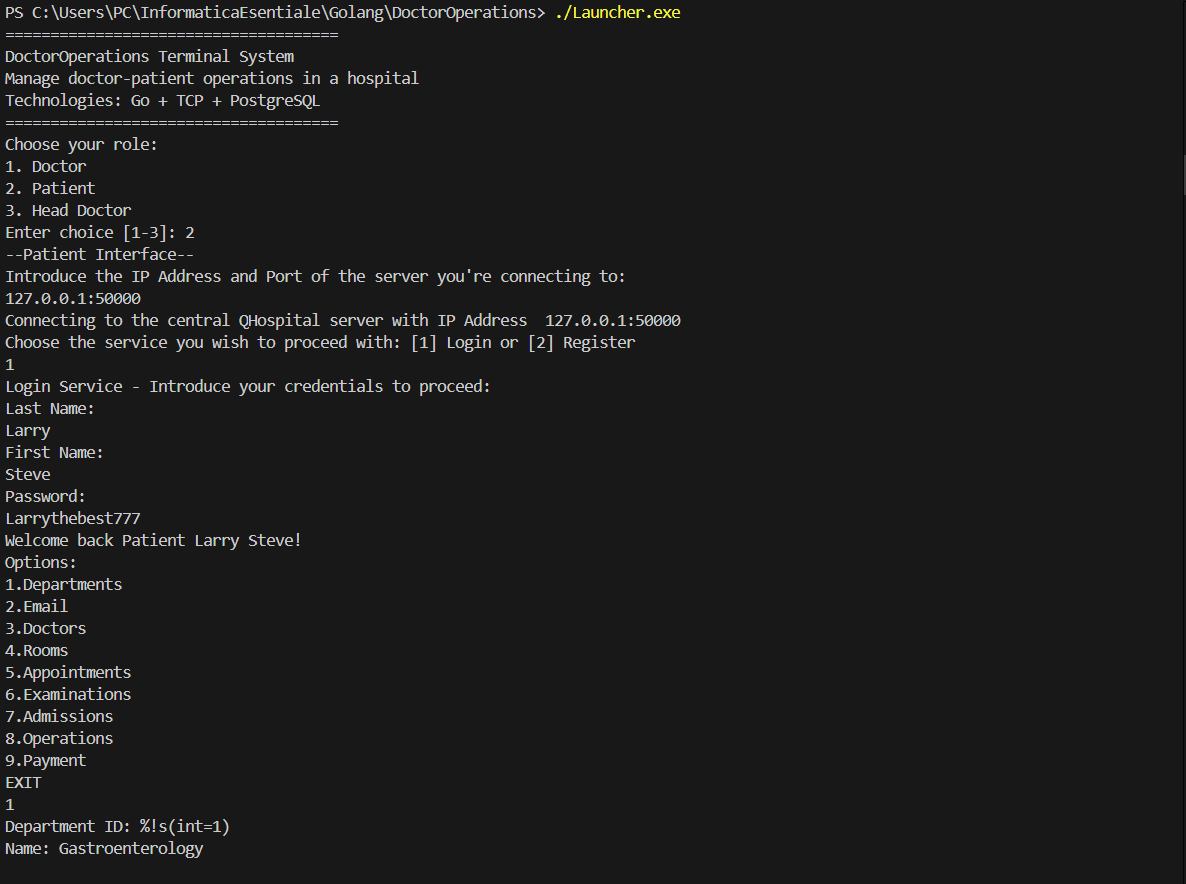 PS C:\Users\PC\InformaticaEsentiale\Golang\DoctorOperations> ./Launcher.exe
=====================================
DoctorOperations Terminal System
Manage doctor-patient operations in a hospital
Technologies: Go + TCP + PostgreSQL
=====================================
Choose your role:
1. Doctor
2. Patient
3. Head Doctor
Enter choice [1-3]: 2
--Patient Interface--
Introduce the IP Address and Port of the server you're connecting to:
127.0.0.1:50000
Connecting to the central QHospital server with IP Address  127.0.0.1:50000
Choose the service you wish to proceed with: [1] Login or [2] Register
1
Login Service - Introduce your credentials to proceed:
Last Name:
Larry
First Name:
Steve
Password:
Larrythebest777
Welcome back Patient Larry Steve!
Options:
1.Departments
2.Email
3.Doctors
4.Rooms
5.Appointments
6.Examinations
7.Admissions
8.Operations
9.Payment
EXIT
1
Department ID: %!s(int=1)
Name: Gastroenterology